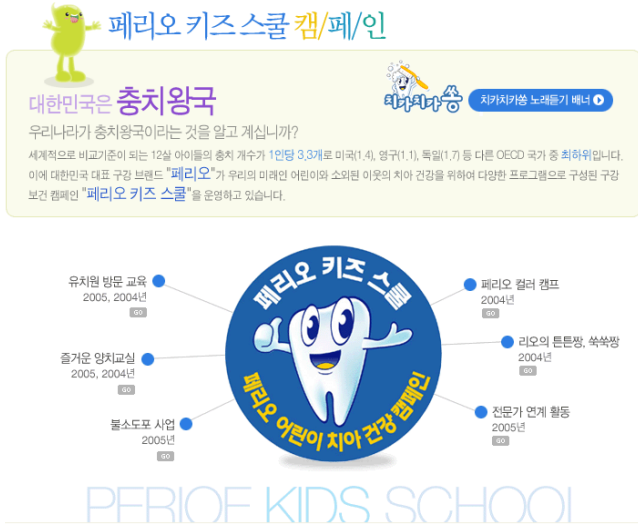 페리오 키즈 스쿨 캠/페/인
대한민국은 충치왕국
치카치카쏭
치카치카쏭 노래듣기 배너
우리나라가 충치왕국이라는 것을 알고 계십니까?
세계적으로 비교기준이 되는 12살 아이들의 충치 개수가 1인당 3.3개로 미국(1.4), 영구(1.1), 독일(1.7) 등 다른 OECD 국가 중 최하위입니다.
이에 대한민국 대표 구강 브랜드 "페리오"가 우리의 미래인 어린이와 소외된 이웃의 치아 건강을 위하여 다양한 프로그램으로 구성된 구강
보건 캠페인 "페리오 키즈 스쿨"을 운영하고 있습니다.
유치원 방문 교육
2005, 2004년
GO
즐거운 양치교실
2005, 2004년
GO
불소도포 사업
2005년
GO
페리오 키즈 스쿨
페리오 어린이 치아 건강 캠페인
페리오 컬러 캠프
2004년
GO
리오의 튼튼짱, 쑥쑥짱
2004년
GO
전문가 연계 활동
2005년
GO
PERIOE KIDS SCHOOL